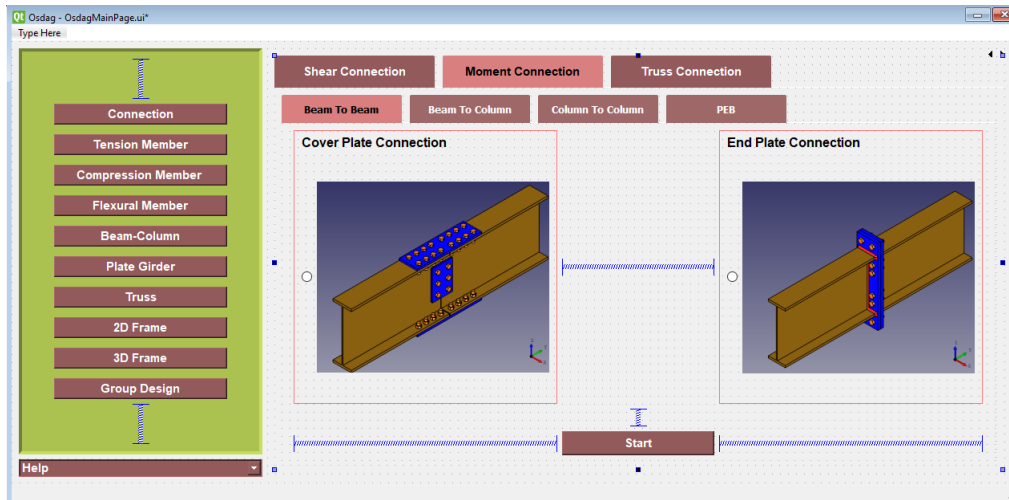 Osdag - OsdagMainPage.ui*
Type Here
Shear Connection
Moment Connection
Truss Connection
Beam To Beam
Beam To Column
Column To Column
PEB
Connection
Tension Member
Compression Member
Flexural Member
Beam-Column
Plate Girder
Truss
2D Frame
3D Frame
Group Design
Help
Cover Plate Connection
End Plate Connection
Start